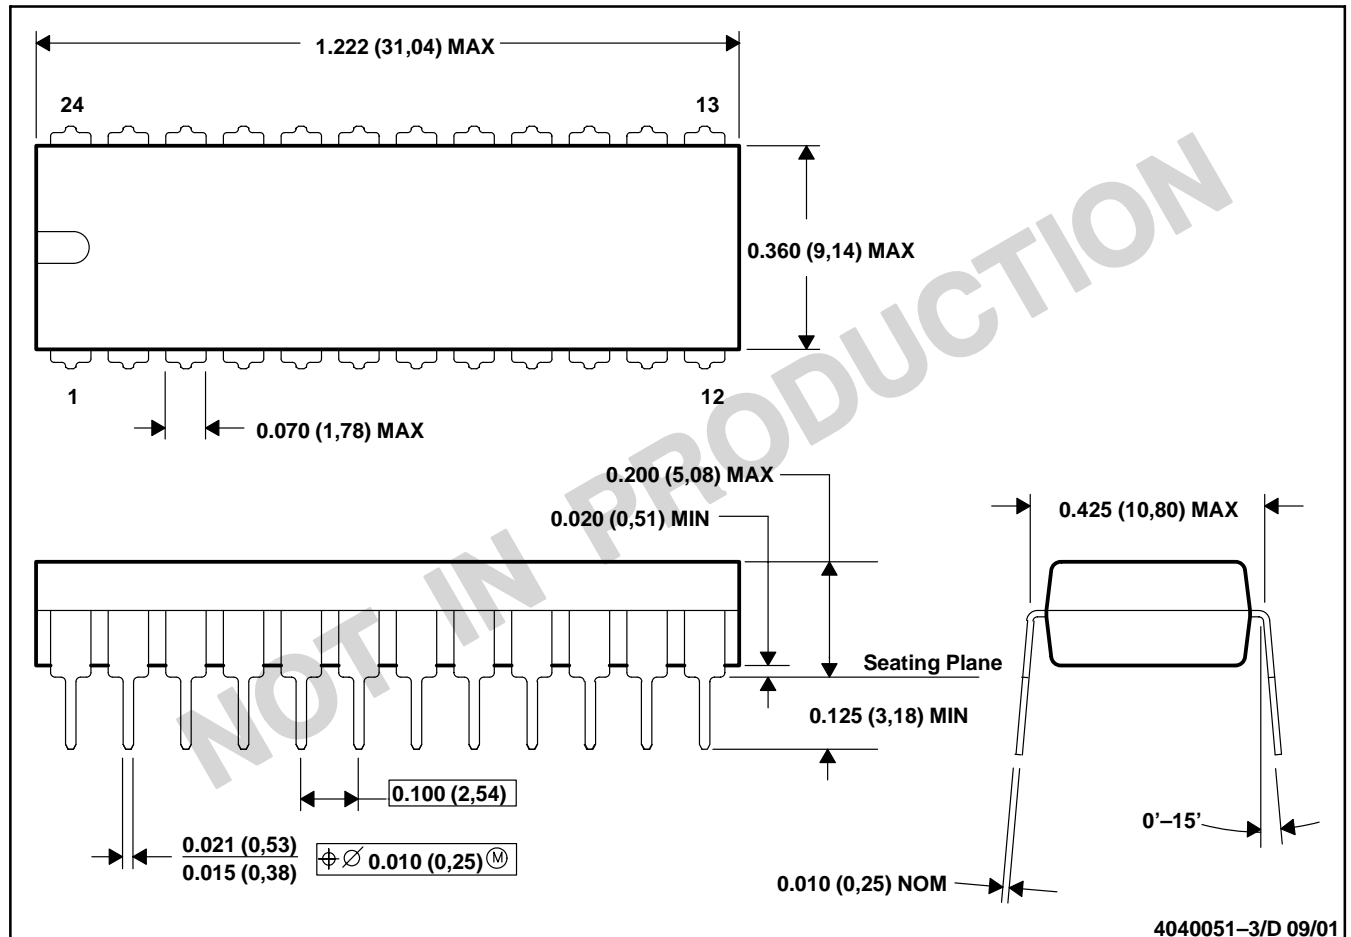 1.222 (31,04) MAX
24
13
0.360 (9,14) MAX
1
12
0.070 (1,78) MAX
NOT IN PRODUCTION
0.200 (5,08) MAX
0.020 (0,51) MIN
0.425 (10,80) MAX
Seating Plane
0.125 (3,18) MIN
0.100 (2,54)
0'–15'
0.021 (0,53)
0.015 (0,38)
⌖ ∅ 0.010 (0,25) Ⓜ
0.010 (0,25) NOM
4040051–3/D 09/01